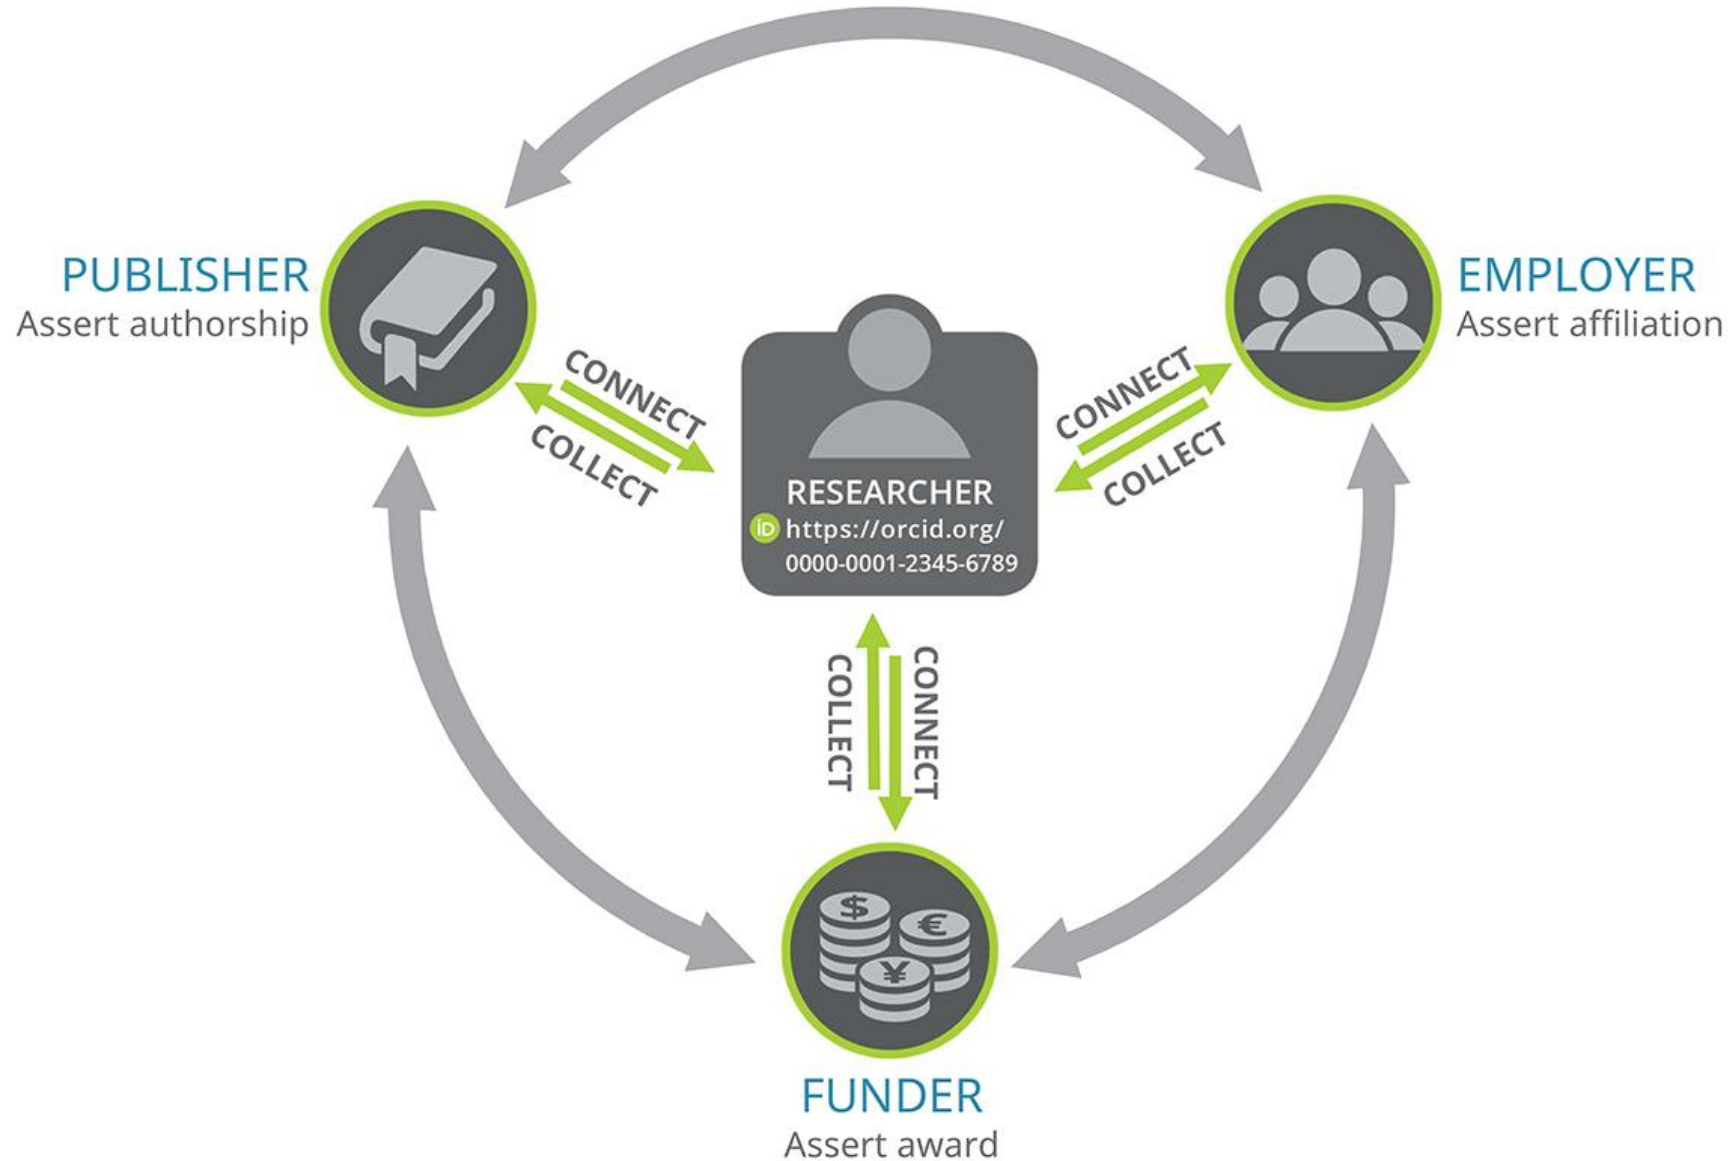 PUBLISHER
Assert authorship
EMPLOYER
Assert affiliation
CONNECT
COLLECT
CONNECT
COLLECT
RESEARCHER
iD https://orcid.org/
0000-0001-2345-6789
COLLECT
CONNECT
$
€
¥
FUNDER
Assert award